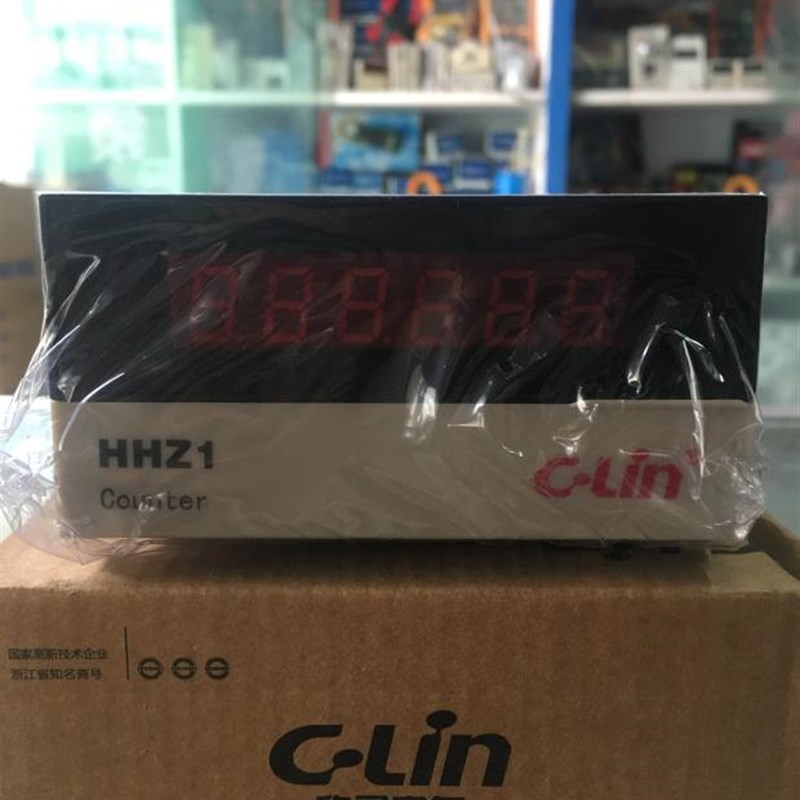 HHZ1
Counter
C-Lin
国家高新技术企业
浙江省知名商号
C-Lin